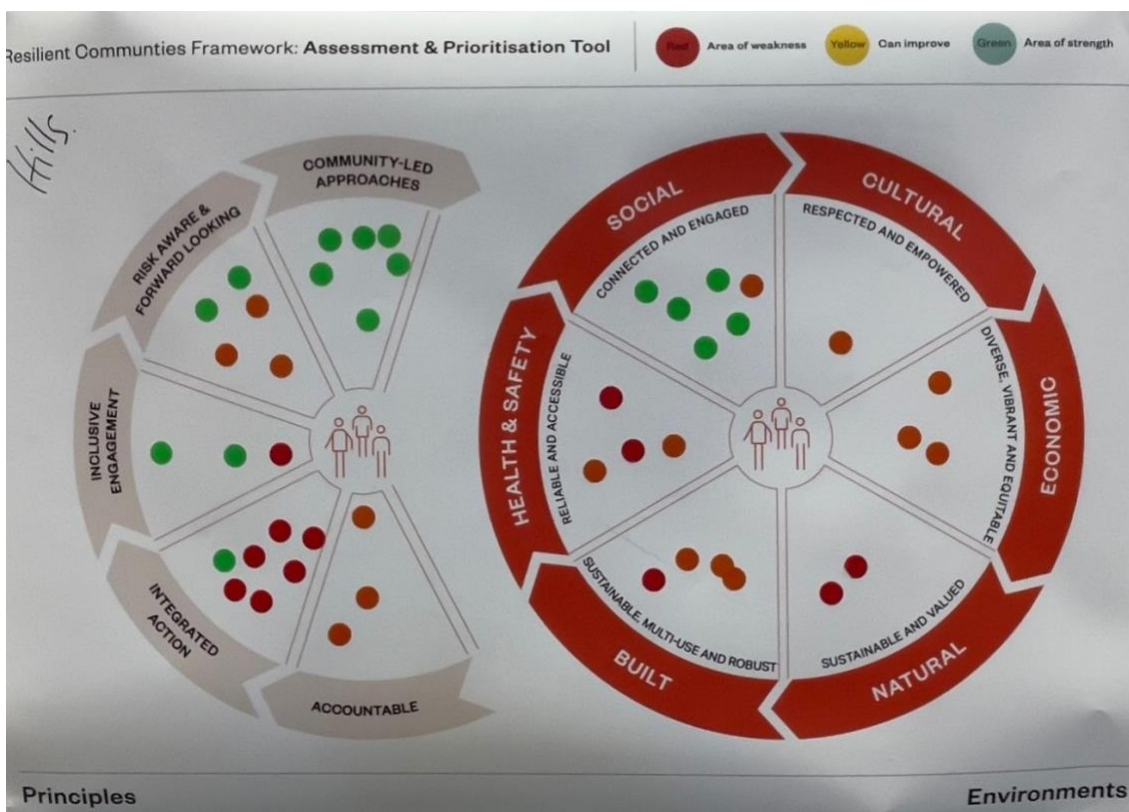 Resilient Communties Framework: Assessment & Prioritisation Tool
Red
Area of weakness
Yellow
Can improve
Green
Area of strength
Hills.
COMMUNITY-LED
APPROACHES
RISK AWARE &
FORWARD LOOKING
INCLUSIVE
ENGAGEMENT
INTEGRATED
ACTION
ACCOUNTABLE
SOCIAL
CONNECTED AND ENGAGED
CULTURAL
RESPECTED AND EMPOWERED
ECONOMIC
DIVERSE, VIBRANT AND EQUITABLE
NATURAL
SUSTAINABLE AND VALUED
BUILT
SUSTAINABLE, MULTI-USE AND ROBUST
HEALTH & SAFETY
RELIABLE AND ACCESSIBLE
Principles
Environments